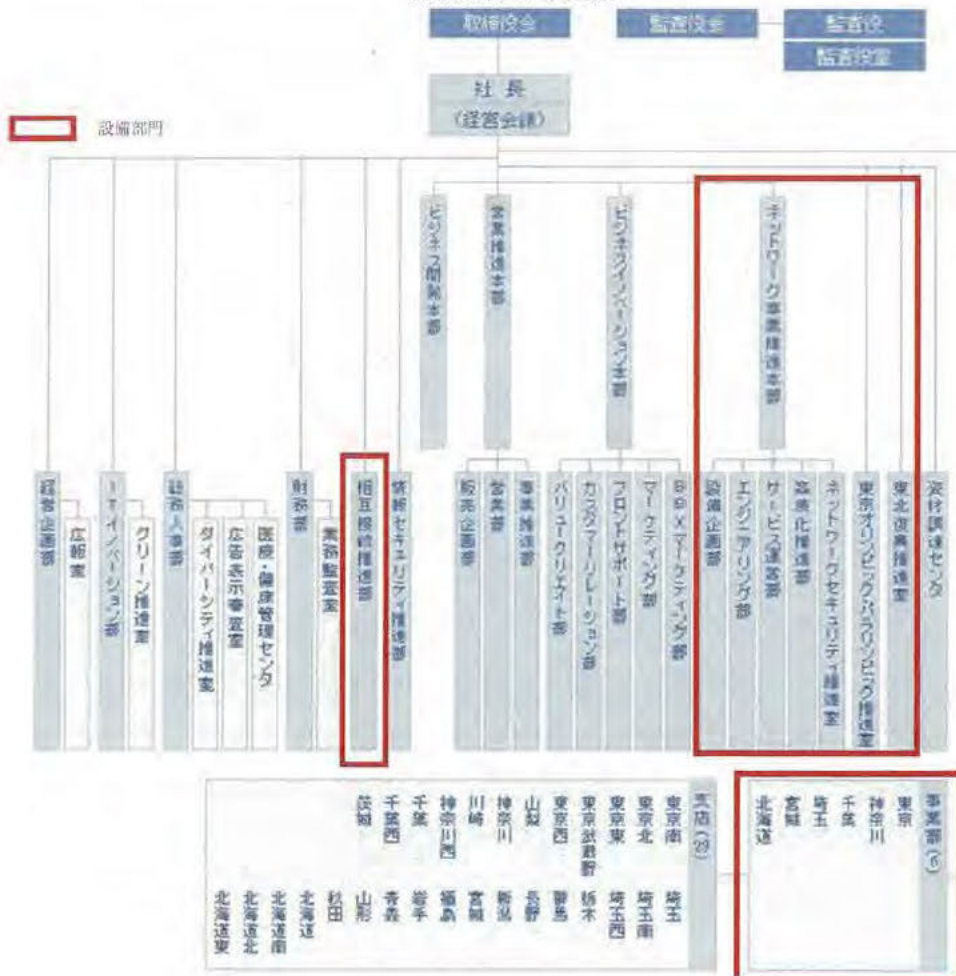 取締役会
監査役会
監査役
監査役室
社長
(経営会議)
設備部門
ビジネス開発本部
営業推進本部
ビジネスイノベーション本部
ネットワーク事業推進本部
経営企画部
広報室
ITイノベーション部
グリーン推進室
総務人事部
ダイバーシティ推進室
広告表示審査室
医療・健康管理センタ
財務部
業務監査室
相互接続推進部
情報セキュリティ推進部
販売企画部
営業部
事業推進部
バリュークリエイト部
カスタマーリレーション部
フロントサポート部
マーケティング部
BBXマーケティング部
設備企画部
エンジニアリング部
サービス運営部
高度化推進部
ネットワークセキュリティ推進室
東京オリンピック・パラリンピック推進室
東北復興推進室
資材調達センタ
支店(29)
東京南
東京北
東京東
東京武蔵野
東京西
山梨
神奈川
川崎
神奈川西
千葉
千葉西
茨城
埼玉
埼玉南
埼玉西
栃木
群馬
長野
新潟
宮城
福島
岩手
青森
山形
秋田
北海道
北海道南
北海道北
北海道東
事業部(6)
東京
神奈川
千葉
埼玉
宮城
北海道